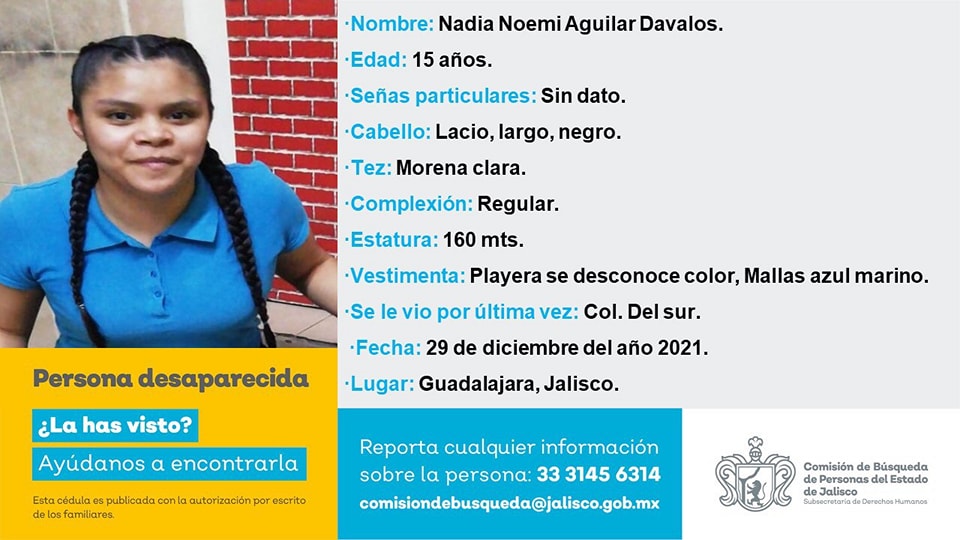 ·Nombre: Nadia Noemi Aguilar Davalos.
·Edad: 15 años.
·Señas particulares: Sin dato.
·Cabello: Lacio, largo, negro.
·Tez: Morena clara.
·Complexión: Regular.
·Estatura: 160 mts.
·Vestimenta: Playera se desconoce color, Mallas azul marino.
·Se le vio por última vez: Col. Del sur.
·Fecha: 29 de diciembre del año 2021.
·Lugar: Guadalajara, Jalisco.
Persona desaparecida
¿La has visto?
Ayúdanos a encontrarla
Esta cédula es publicada con la autorización por escrito
de los familiares.
Reporta cualquier información
sobre la persona: 33 3145 6314
comisiondebusqueda@jalisco.gob.mx
Comisión de Búsqueda
de Personas del Estado
de Jalisco
Subsecretaría de Derechos Humanos